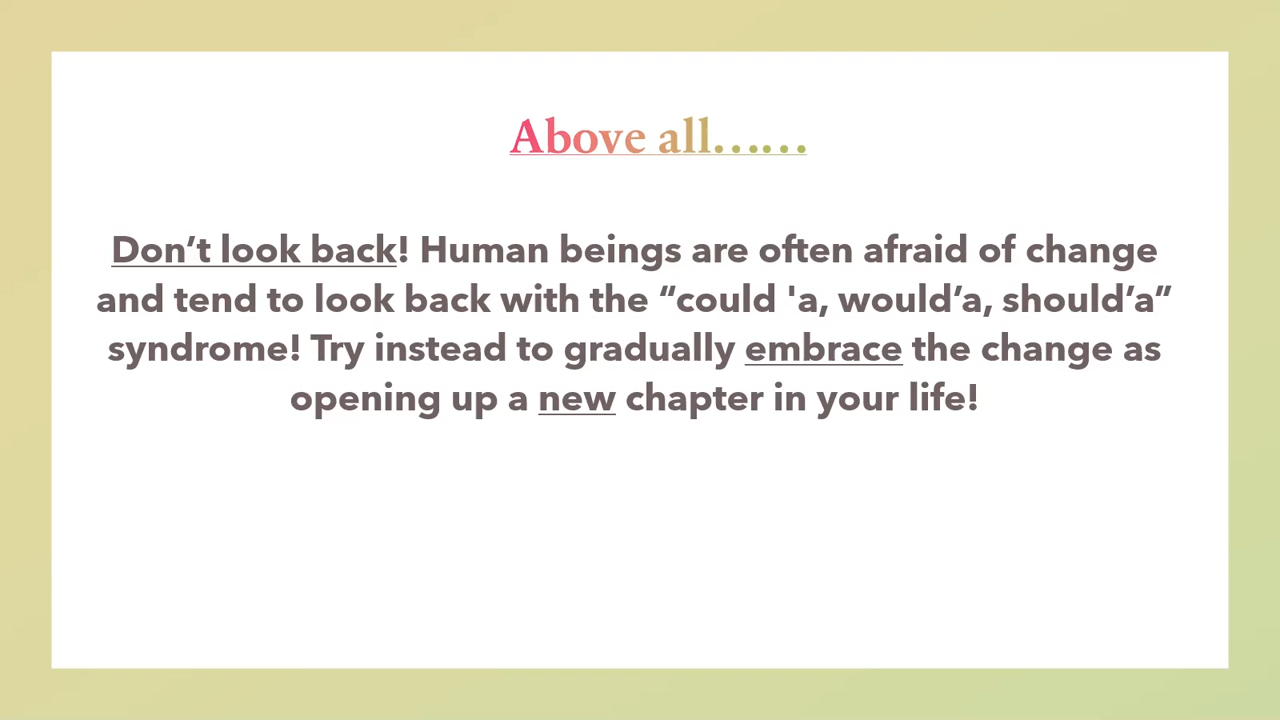 Above all……
Don’t look back! Human beings are often afraid of change
and tend to look back with the “could 'a, would’a, should’a”
syndrome! Try instead to gradually embrace the change as
opening up a new chapter in your life!